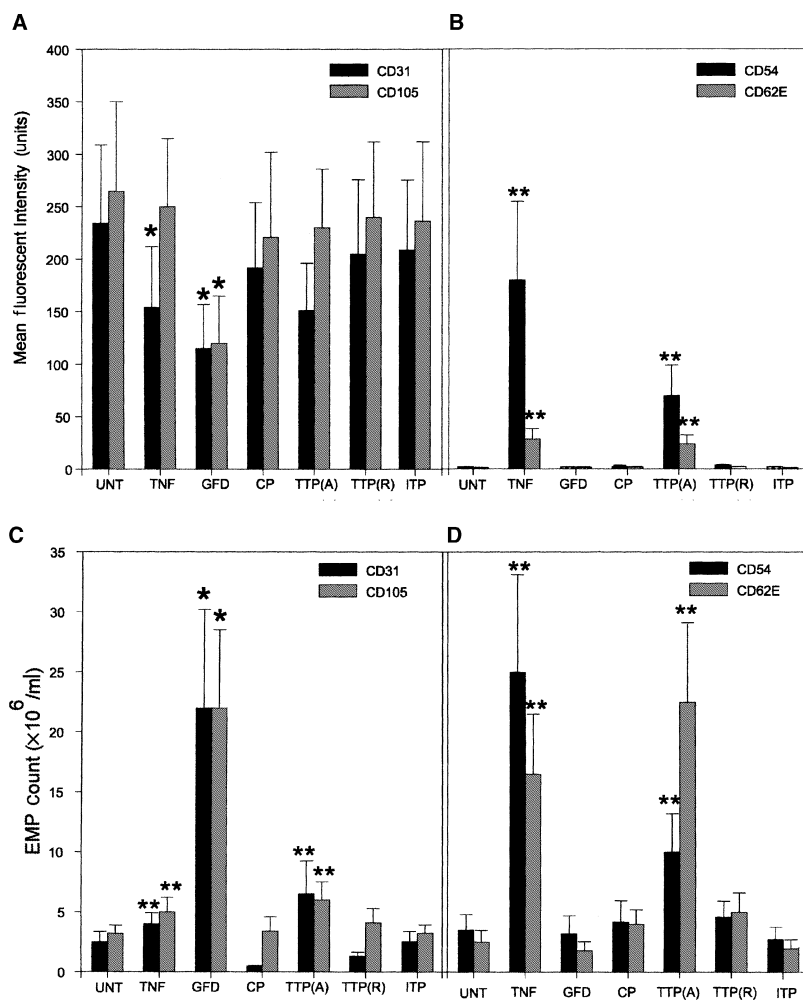 A
B
400
350
300
250
200
150
100
50
0
Mean fluorescent Intensity (units)
CD31
CD105
CD54
CD62E
*
* *
**
**
**
**
UNT TNF GFD CP TTP(A) TTP(R) ITP
UNT TNF GFD CP TTP(A) TTP(R) ITP
C
D
35
30
25
20
15
10
5
0
EMP count (×10⁶/ml)
CD31
CD105
CD54
CD62E
*
*
**
**
**
**
**
**
**
**
UNT TNF GFD CP TTP(A) TTP(R) ITP
UNT TNF GFD CP TTP(A) TTP(R) ITP